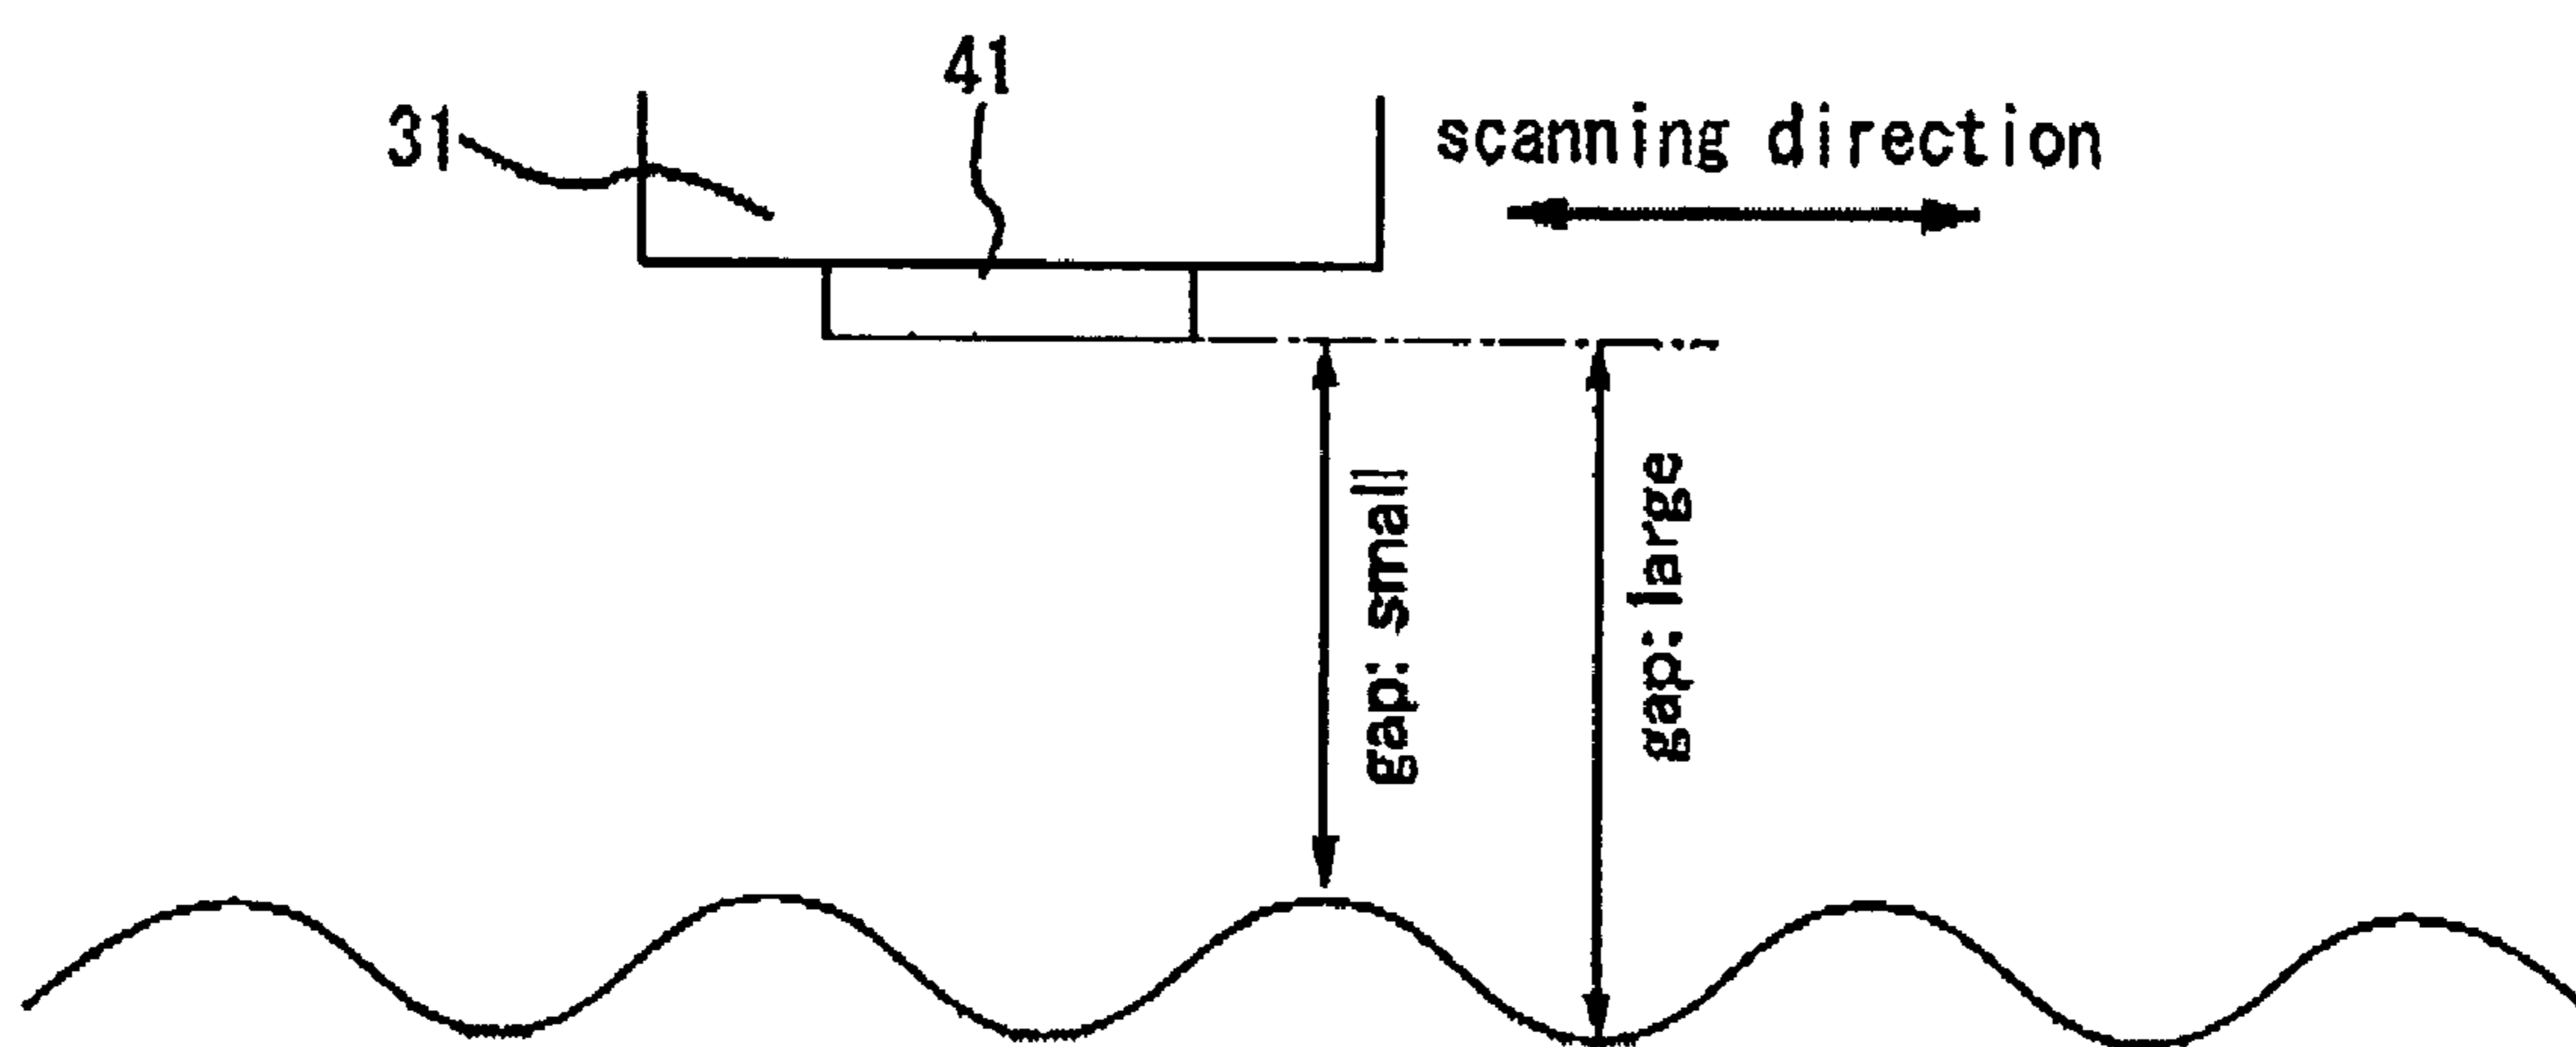 41
31
scanning direction
gap: small
gap: large